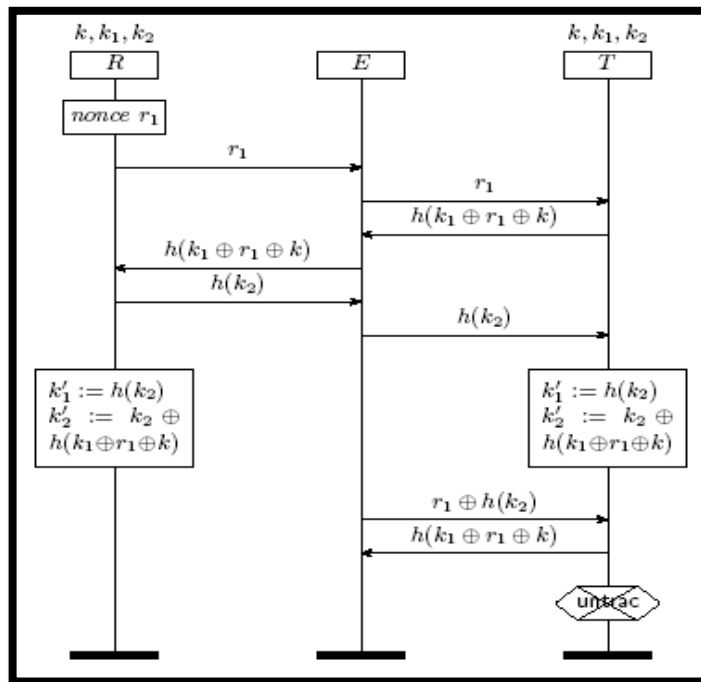 k, k₁, k₂
k, k₁, k₂
R
E
T
nonce r₁
r₁
r₁
h(k₁ ⊕ r₁ ⊕ k)
h(k₁ ⊕ r₁ ⊕ k)
h(k₂)
h(k₂)
k′₁ := h(k₂)
k′₂ := k₂ ⊕
h(k₁⊕r₁⊕k)
k′₁ := h(k₂)
k′₂ := k₂ ⊕
h(k₁⊕r₁⊕k)
r₁ ⊕ h(k₂)
h(k₁ ⊕ r₁ ⊕ k)
untrac